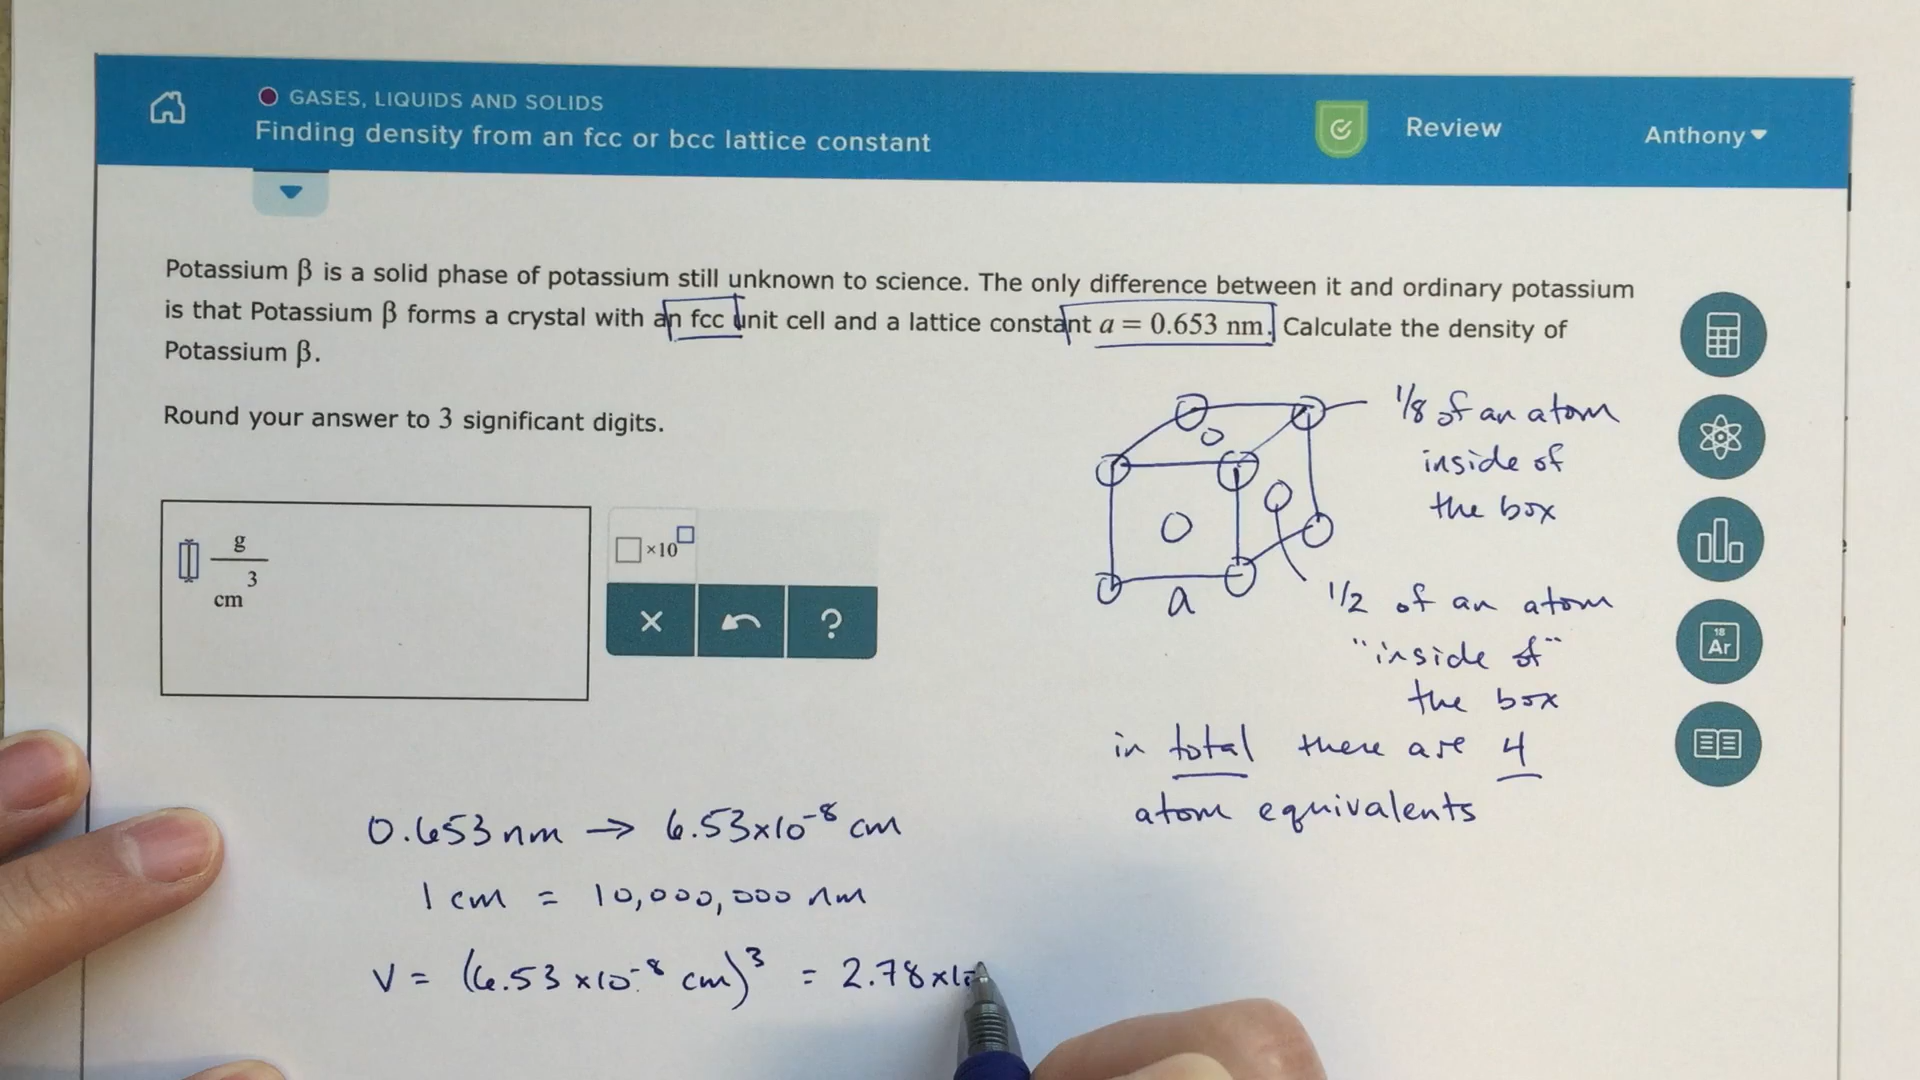 GASES, LIQUIDS AND SOLIDS
Finding density from an fcc or bcc lattice constant
Review
Anthony
Potassium β is a solid phase of potassium still unknown to science. The only difference between it and ordinary potassium
is that Potassium β forms a crystal with an fcc unit cell and a lattice constant a = 0.653 nm. Calculate the density of
Potassium β.
Round your answer to 3 significant digits.
g
cm 3
×10
?
18
Ar
1/8 of an atom
inside of
the box
a
1/2 of an atom
"inside of"
the box
in total there are 4
atom equivalents
0.653 nm → 6.53x10-8 cm
1 cm = 10,000,000 nm
V = (6.53 x10-8 cm)3 = 2.78x10